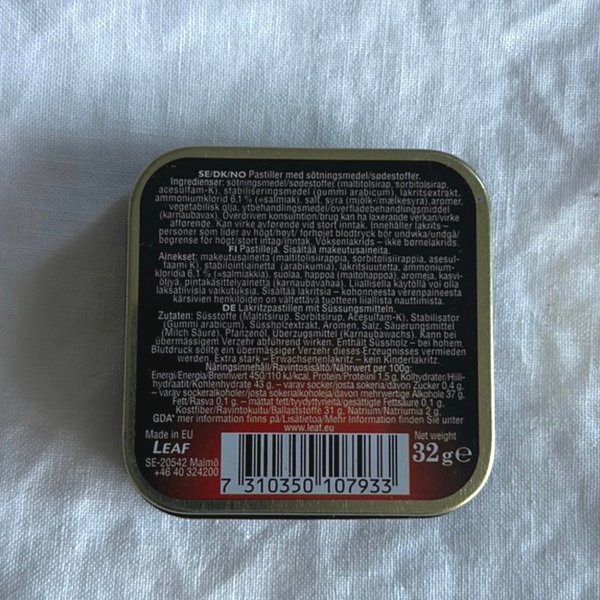 SE/DK/NO Pastiller med sötningsmedel/sødestoffer.
Ingredienser: sötningsmedel/sødestoffer (maltitolsirap, sorbitolsirap,
acesulfam-K), stabiliseringsmedel (gummi arabicum), lakritsextrakt,
ammoniumklorid 6,1 % (=salmiak), salt, syra (mjölk-/mælkesyra), aromer,
vegetabilisk olja, ytbehandlingsmedel/overfladebehandlingsmiddel
(karnaubavax). Överdriven konsumtion/brug kan ha laxerande verkan/virke
afførende. Kan virke avførende vid stort inntak. Innehåller lakrits –
personer som lider av högt/høyt/ forhøjet blodtryck bör undvika/undgå/
begrense för högt/stort intag/inntak. Voksenlakrids – ikke børnelakrids.
FI Pastilleja. Sisältää makeutusaineita.
Ainekset: makeutusaineita (maltitolisiirappia, sorbitolisiirappia, asesul-
faami K), stabilointiainetta (arabikumia), lakritsiuutetta, ammonium-
kloridia 6,1 % (=salmiakkia), suolaa, happoa (maitohappoa), aromeja, kasvi-
öljyä, pintakäsittelyainetta (karnaubavahaa). Liiallisella käytöllä voi olla
laksatiivisia vaikutuksia. Sisältää lakritsia – kohonneesta verenpaineesta
kärsivien henkilöiden on vältettävä tuotteen liiallista nauttimista.
DE Lakritzpastillen mit Süssungsmitteln.
Zutaten: Süsstoffe (Maltitsirup, Sorbitsirup, Acesulfam-K), Stabilisator
(Gummi arabicum), Süssholzextrakt, Aromen, Salz, Säuerungsmittel
(Milch Säure), Pflanzenöl, Überzugsmittel (Karnaubawachs). Kann bei
übermässigem Verzehr abführend wirken. Enthält Süssholz – bei hohem
Blutdruck sollte ein übermässiger Verzehr dieses Erzeugnisses vermieden
werden. Extra stark – Erwachsenenlakritz – kein Kinderlakritz.
Näringsinnehåll/Ravintosisältö/Nährwert per 100g:
Energi/Energia/Brennwert 450/110 kJ/kcal, Protein/Proteiini 1,5 g, Kolhydrater/Hiili-
hydraatit/Kohlenhydrate 43 g, – varav socker/josta sokeria/davon Zucker 0,4 g,
– varav sockeralkoholer/josta sokerialkoholeja/davon mehrwertige Alkohole 37 g,
Fett/Rasva 0,1 g, – mättat fett/tyydyttyneitä/gesättigte Fettsäure 0,1 g,
Kostfiber/Ravintokuitu/Ballaststoffe 31 g, Natrium/Natriumia 2 g.
GDA* mer information finns på/Lisätietoa/Mehr Information finden Sie unter
www.leaf.eu
Made in EU
LEAF
SE-20542 Malmö
+46 40 324200
Net weight
32 g e
7 310350 107933